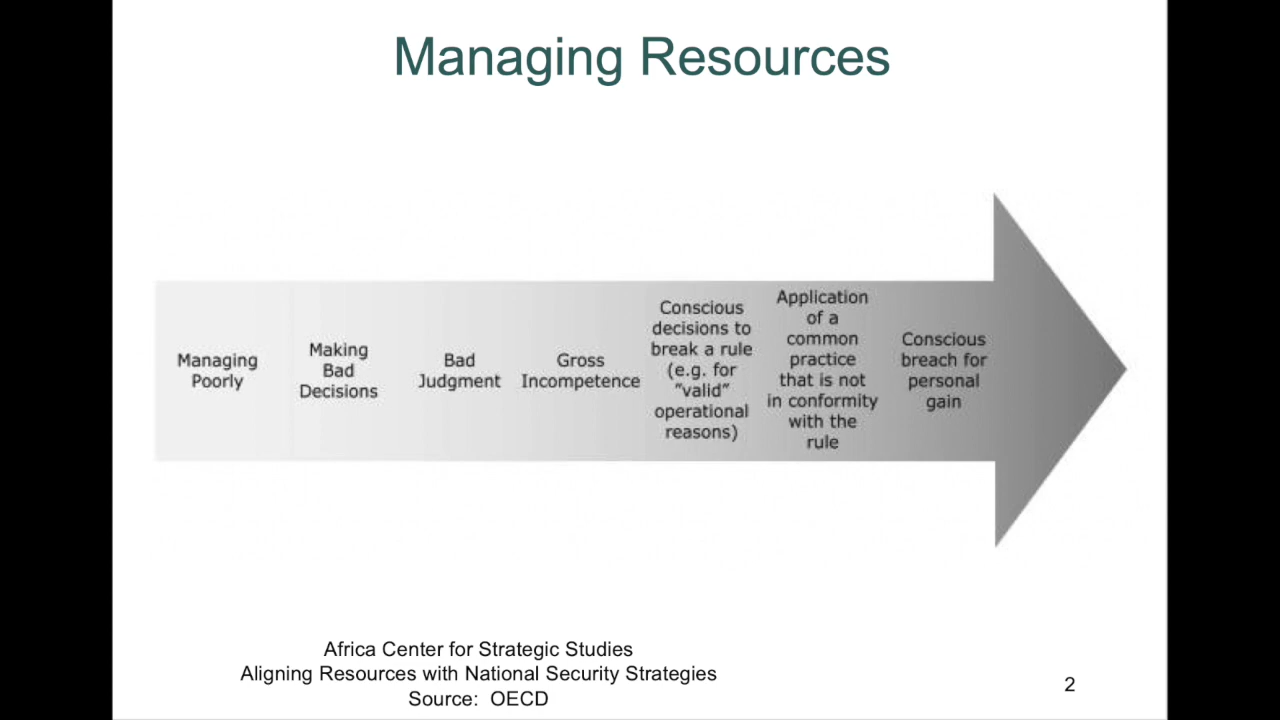 Managing Resources
Managing
Poorly
Making
Bad
Decisions
Bad
Judgment
Gross
Incompetence
Conscious
decisions to
break a rule
(e.g. for
"valid"
operational
reasons)
Application
of a
common
practice
that is not
in conformity
with the
rule
Conscious
breach for
personal
gain
Africa Center for Strategic Studies
Aligning Resources with National Security Strategies
Source:  OECD
2